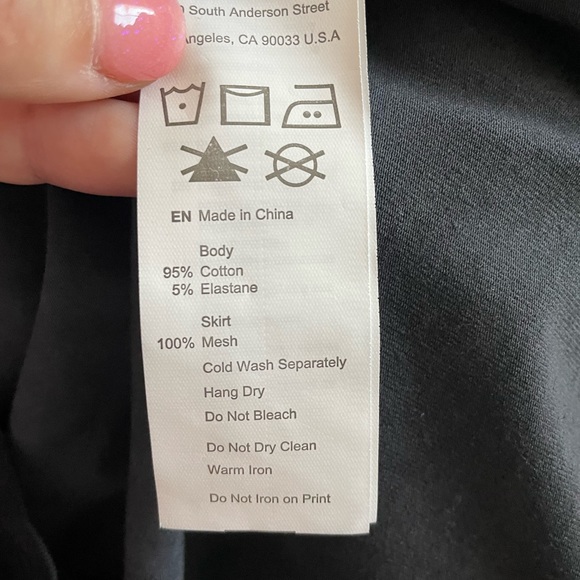 South Anderson Street
Angeles, CA 90033 U.S.A
EN Made in China
Body
95% Cotton
5% Elastane
Skirt
100% Mesh
Cold Wash Separately
Hang Dry
Do Not Bleach
Do Not Dry Clean
Warm Iron
Do Not Iron on Print